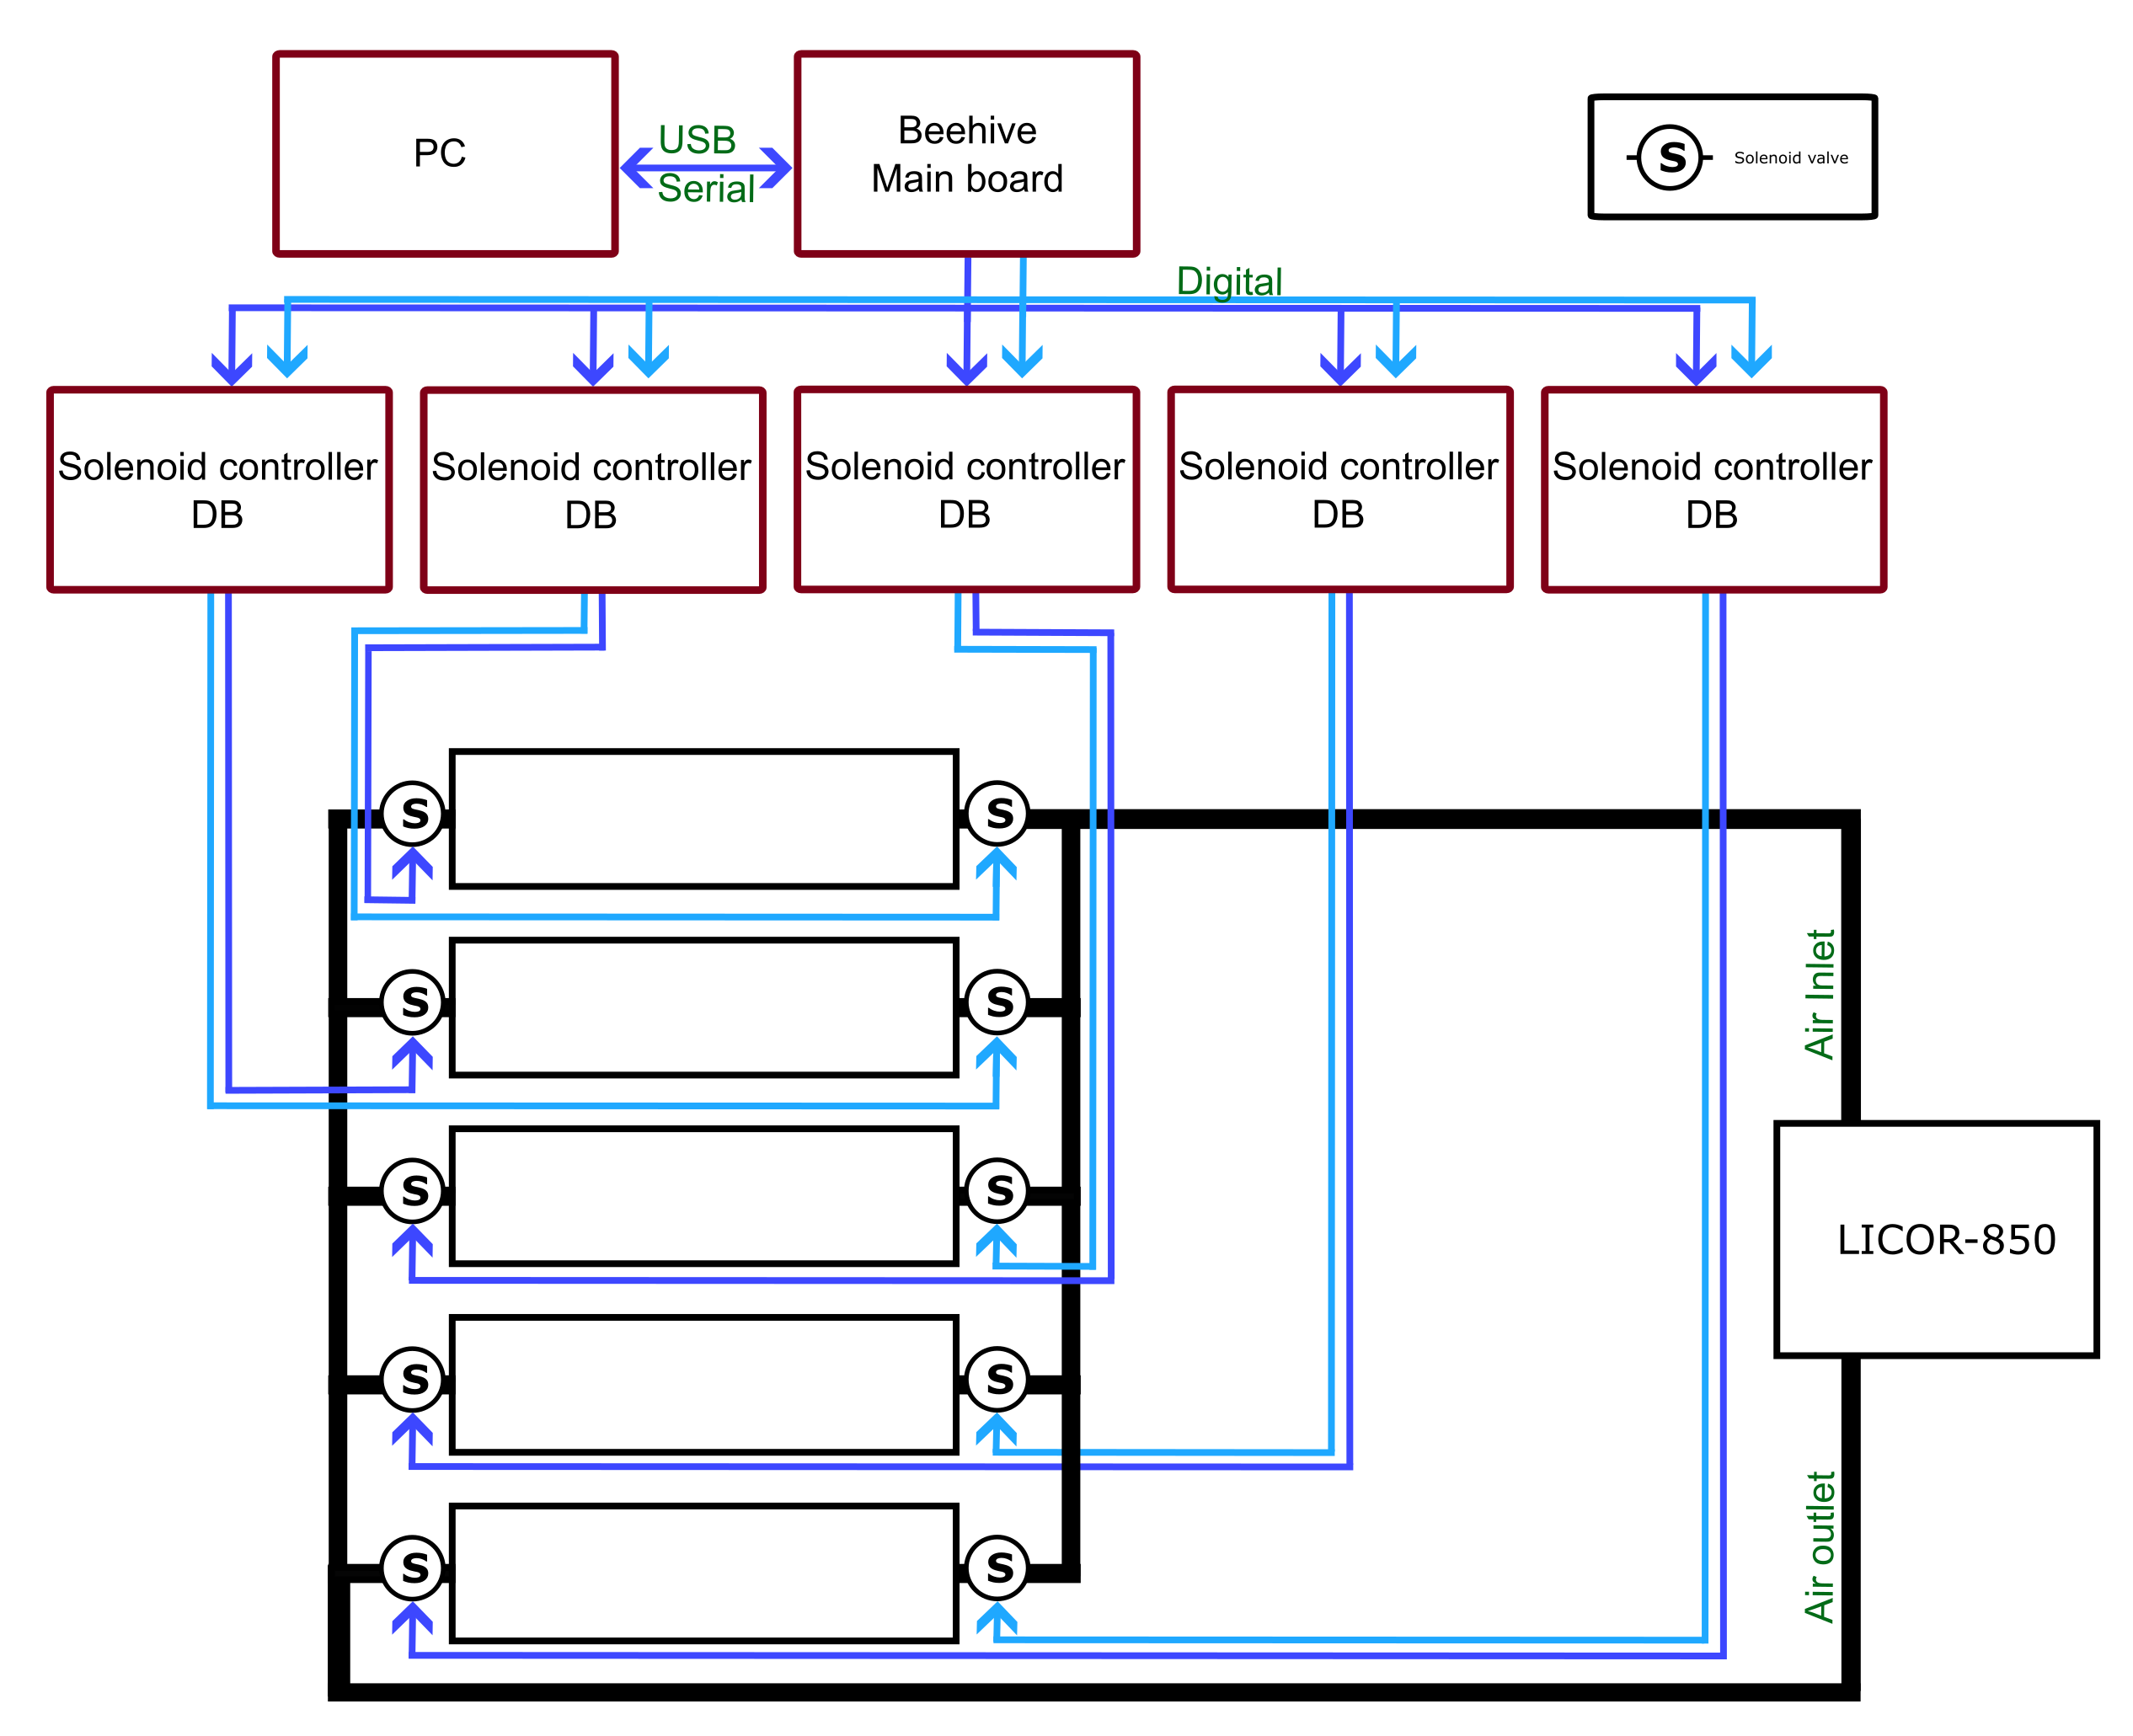 PC
USB
Serial
Beehive
Main board
S Solenoid valve
Digital
Solenoid controller
DB
Solenoid controller
DB
Solenoid controller
DB
Solenoid controller
DB
Solenoid controller
DB
S
S
S
S
S
S
S
S
S
S
Air Inlet
LICOR-850
Air outlet